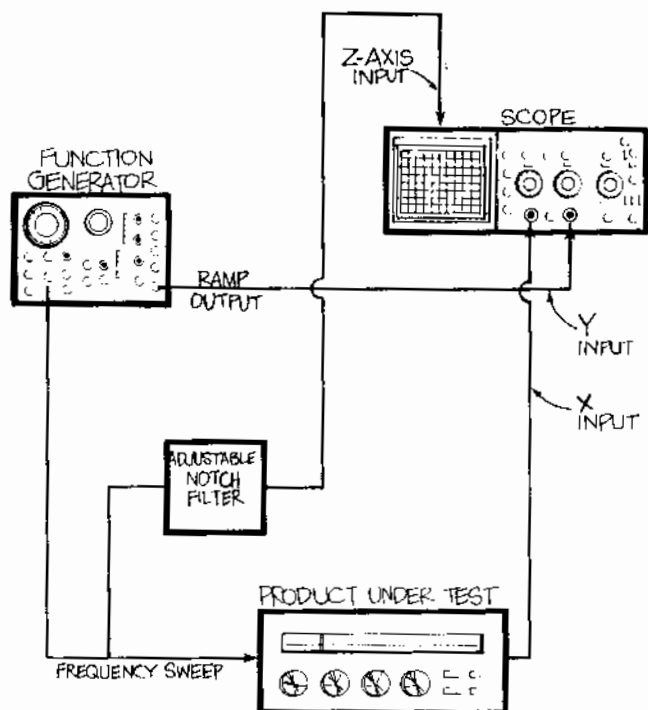 Z-AXIS
INPUT
SCOPE
FUNCTION
GENERATOR
RAMP
OUTPUT
Y
INPUT
X
INPUT
ADJUSTABLE
NOTCH
FILTER
PRODUCT UNDER TEST
FREQUENCY SWEEP